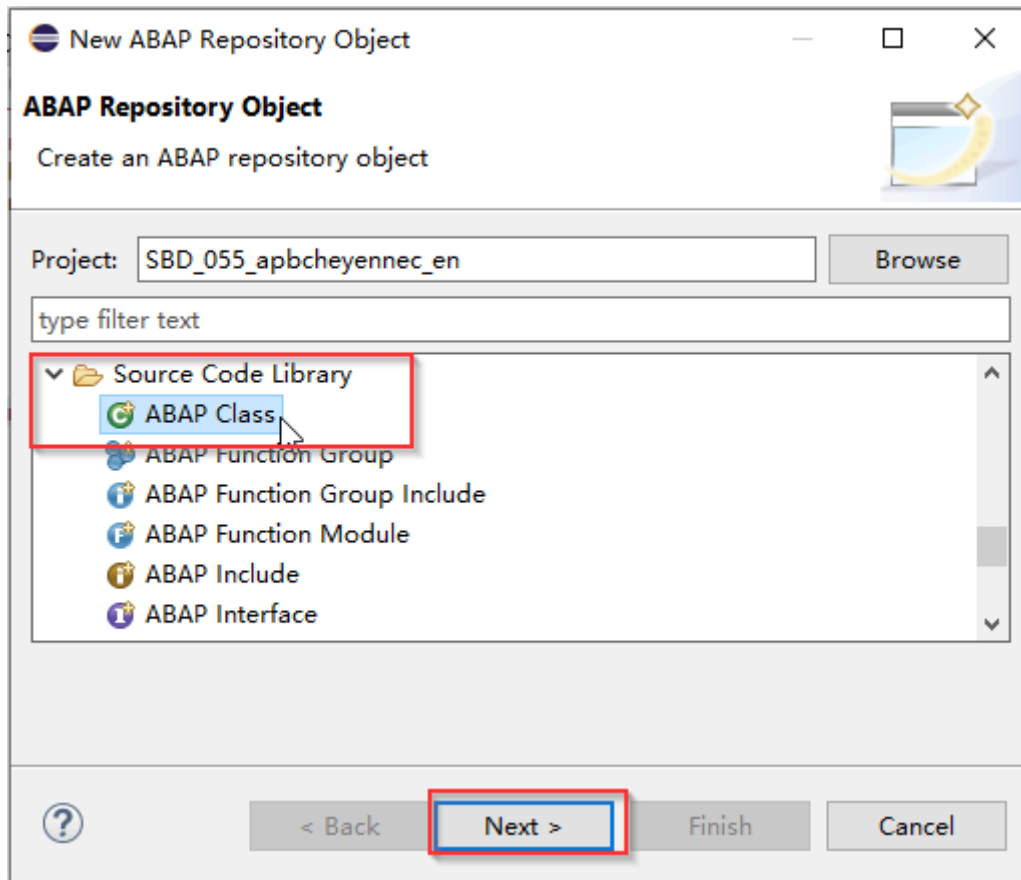 New ABAP Repository Object
ABAP Repository Object
Create an ABAP repository object
Project: SBD_055_apbcheyennec_en Browse
type filter text
Source Code Library
ABAP Class
ABAP Function Group
ABAP Function Group Include
ABAP Function Module
ABAP Include
ABAP Interface
? < Back Next > Finish Cancel